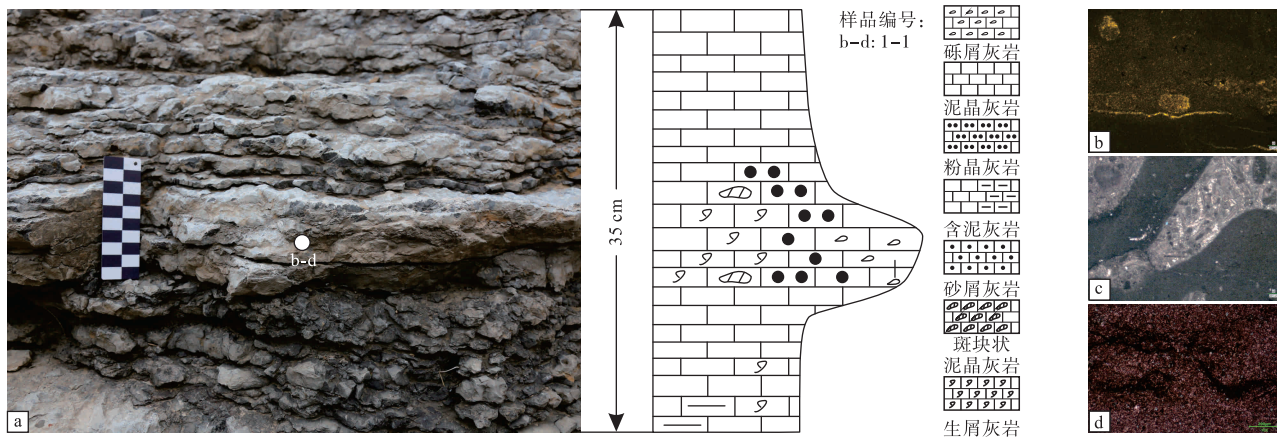 a
b-d
35 cm
样品编号:
b-d: 1-1
砾屑灰岩
泥晶灰岩
粉晶灰岩
含泥灰岩
砂屑灰岩
斑块状
泥晶灰岩
生屑灰岩
b
c
d